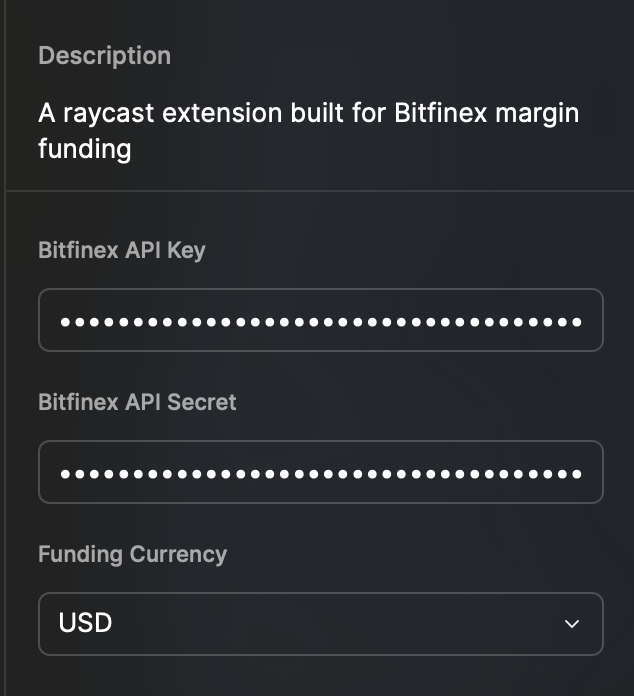 Description
A raycast extension built for Bitfinex margin
funding
Bitfinex API Key
••••••••••••••••••••••••••••••••••••
Bitfinex API Secret
••••••••••••••••••••••••••••••••••••
Funding Currency
USD